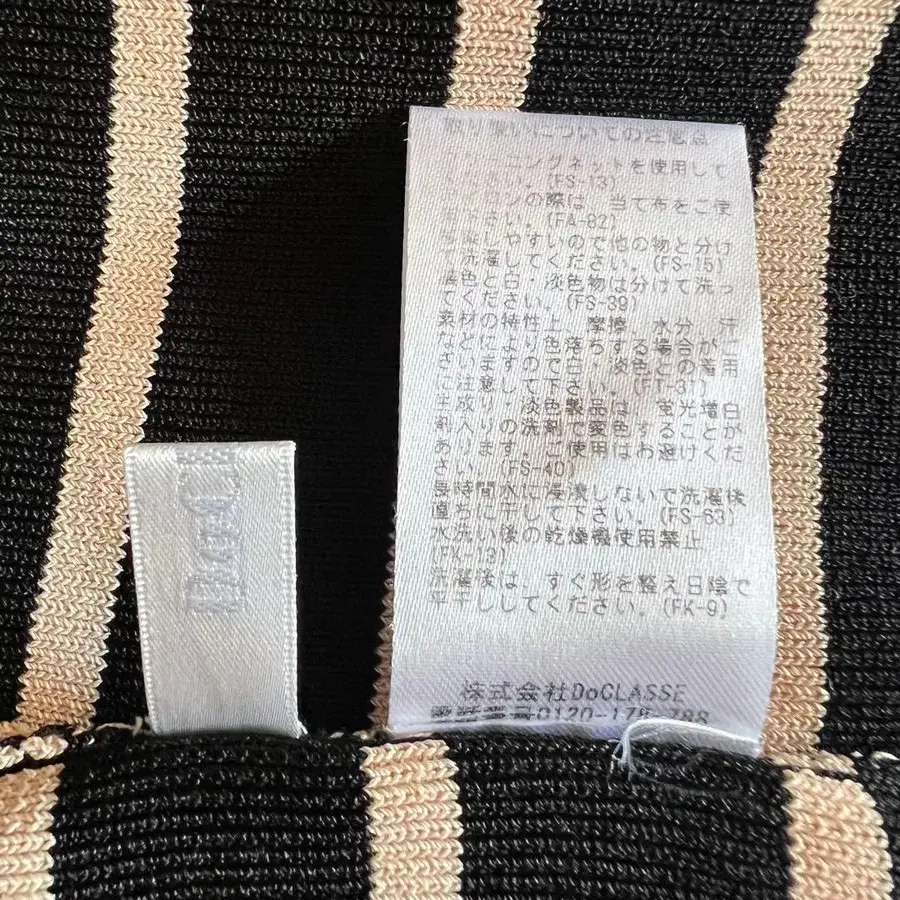 取り扱いについての注意点
ングネットを使用して
ください。(FS-13)
の際は、当て布をご使
下さい。(FA-82)
しやすいので他の物と分け
て洗濯してください。(FS-15)
濃色と白・淡色物は分けて洗っ
てください。(FS-39)
素材の特性上、摩擦、水分、汗
などにより色落ちする場合がご
ざいますので白・淡色との着用
に注意して下さい。(FT-31)
生成り・淡色製品は、蛍光増白
剤入りの洗剤で変色することが
あります。ご使用はお避けくだ
さい。(FS-40)
長時間水に浸漬しないで洗濯後
直ちに干して下さい。(FS-63)
水洗い後の乾燥機使用禁止
(FK-13)
洗濯後は、すぐ形を整え日陰で
平干ししてください。(FK-9)
株式会社DoCLASSE
0120-178-788